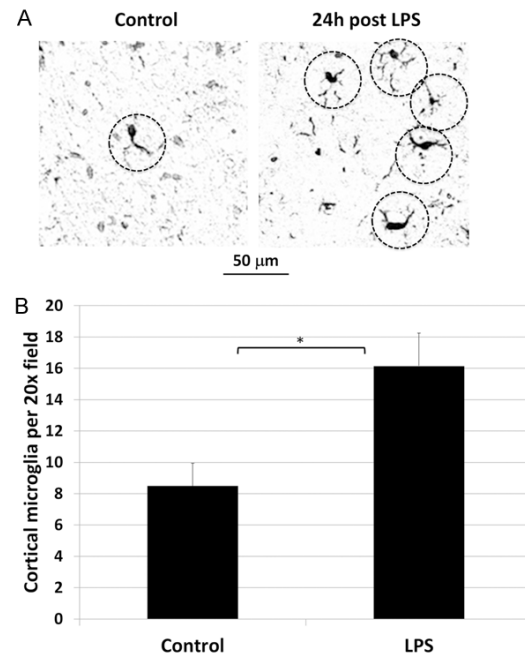 A
Control
24h post LPS
50 μm
B
Cortical microglia per 20x field
20
18
16
14
12
10
8
6
4
2
0
*
Control
LPS